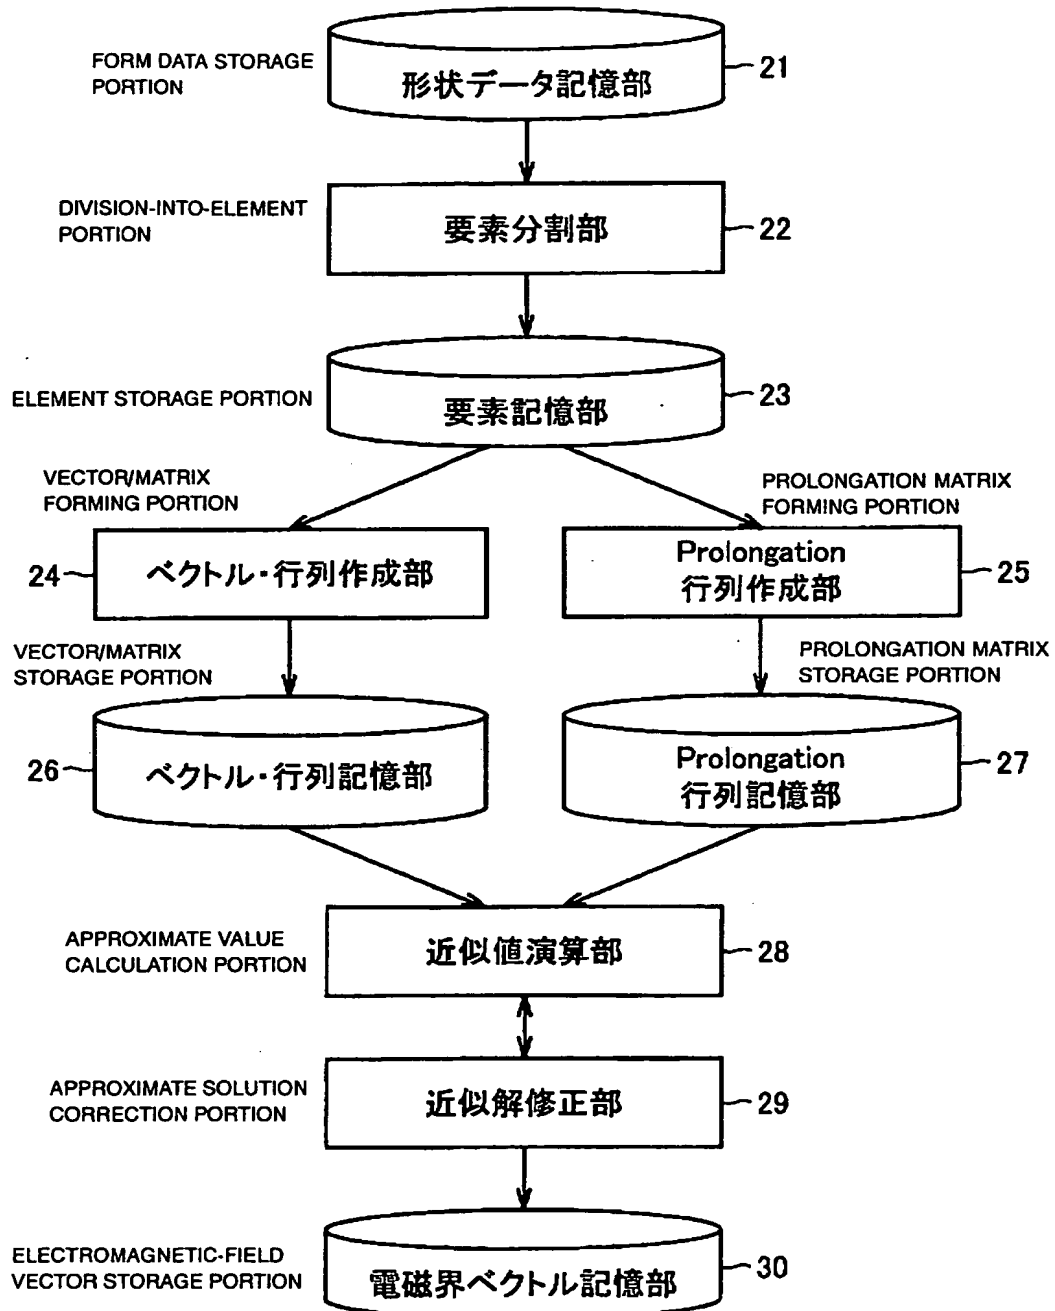 FORM DATA STORAGE
PORTION
形状データ記憶部
21
DIVISION-INTO-ELEMENT
PORTION
要素分割部
22
ELEMENT STORAGE PORTION
要素記憶部
23
VECTOR/MATRIX
FORMING PORTION
PROLONGATION MATRIX
FORMING PORTION
24
ベクトル・行列作成部
Prolongation
行列作成部
25
VECTOR/MATRIX
STORAGE PORTION
PROLONGATION MATRIX
STORAGE PORTION
26
ベクトル・行列記憶部
Prolongation
行列記憶部
27
APPROXIMATE VALUE
CALCULATION PORTION
近似値演算部
28
APPROXIMATE SOLUTION
CORRECTION PORTION
近似解修正部
29
ELECTROMAGNETIC-FIELD
VECTOR STORAGE PORTION
電磁界ベクトル記憶部
30